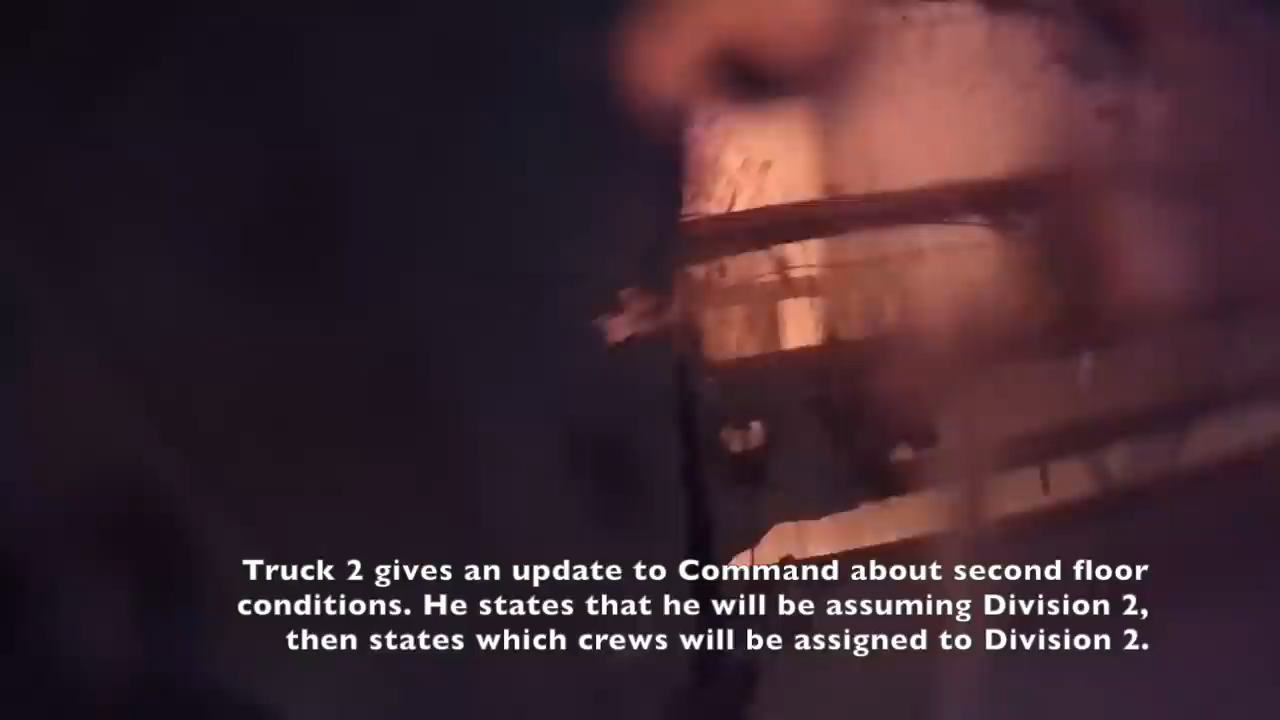 Truck 2 gives an update to Command about second floor
conditions. He states that he will be assuming Division 2,
then states which crews will be assigned to Division 2.